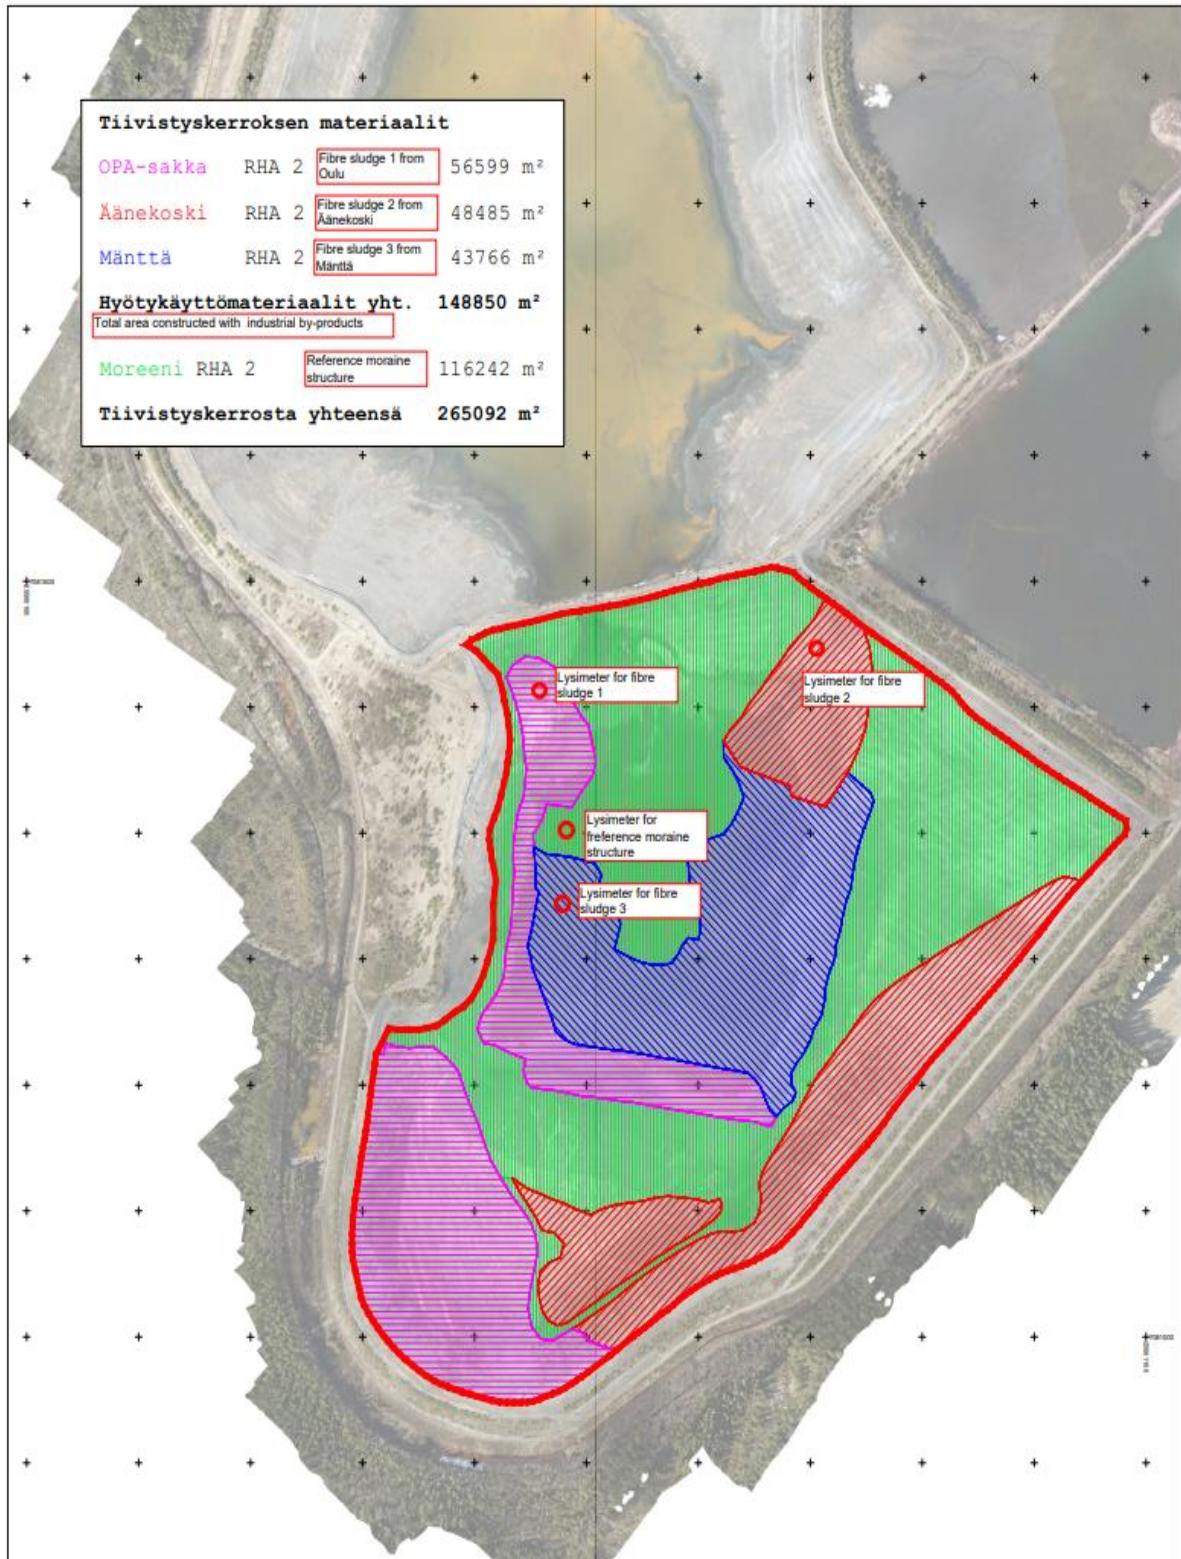 Tiivistyskerroksen materiaalit
OPA-sakka RHA 2 Fibre sludge 1 from 56599 m²
Oulu
Äänekoski RHA 2 Fibre sludge 2 from 48485 m²
Äänekoski
Mänttä RHA 2 Fibre sludge 3 from 43766 m²
Mänttä
Hyötykäyttömateriaalit yht. 148850 m²
Total area constructed with industrial by-products
Moreeni RHA 2 Reference moraine 116242 m²
structure
Tiivistyskerrosta yhteensä 265092 m²
Lysimeter for fibre
sludge 1
Lysimeter for fibre
sludge 2
Lysimeter for
freference moraine
structure
Lysimeter for fibre
sludge 3